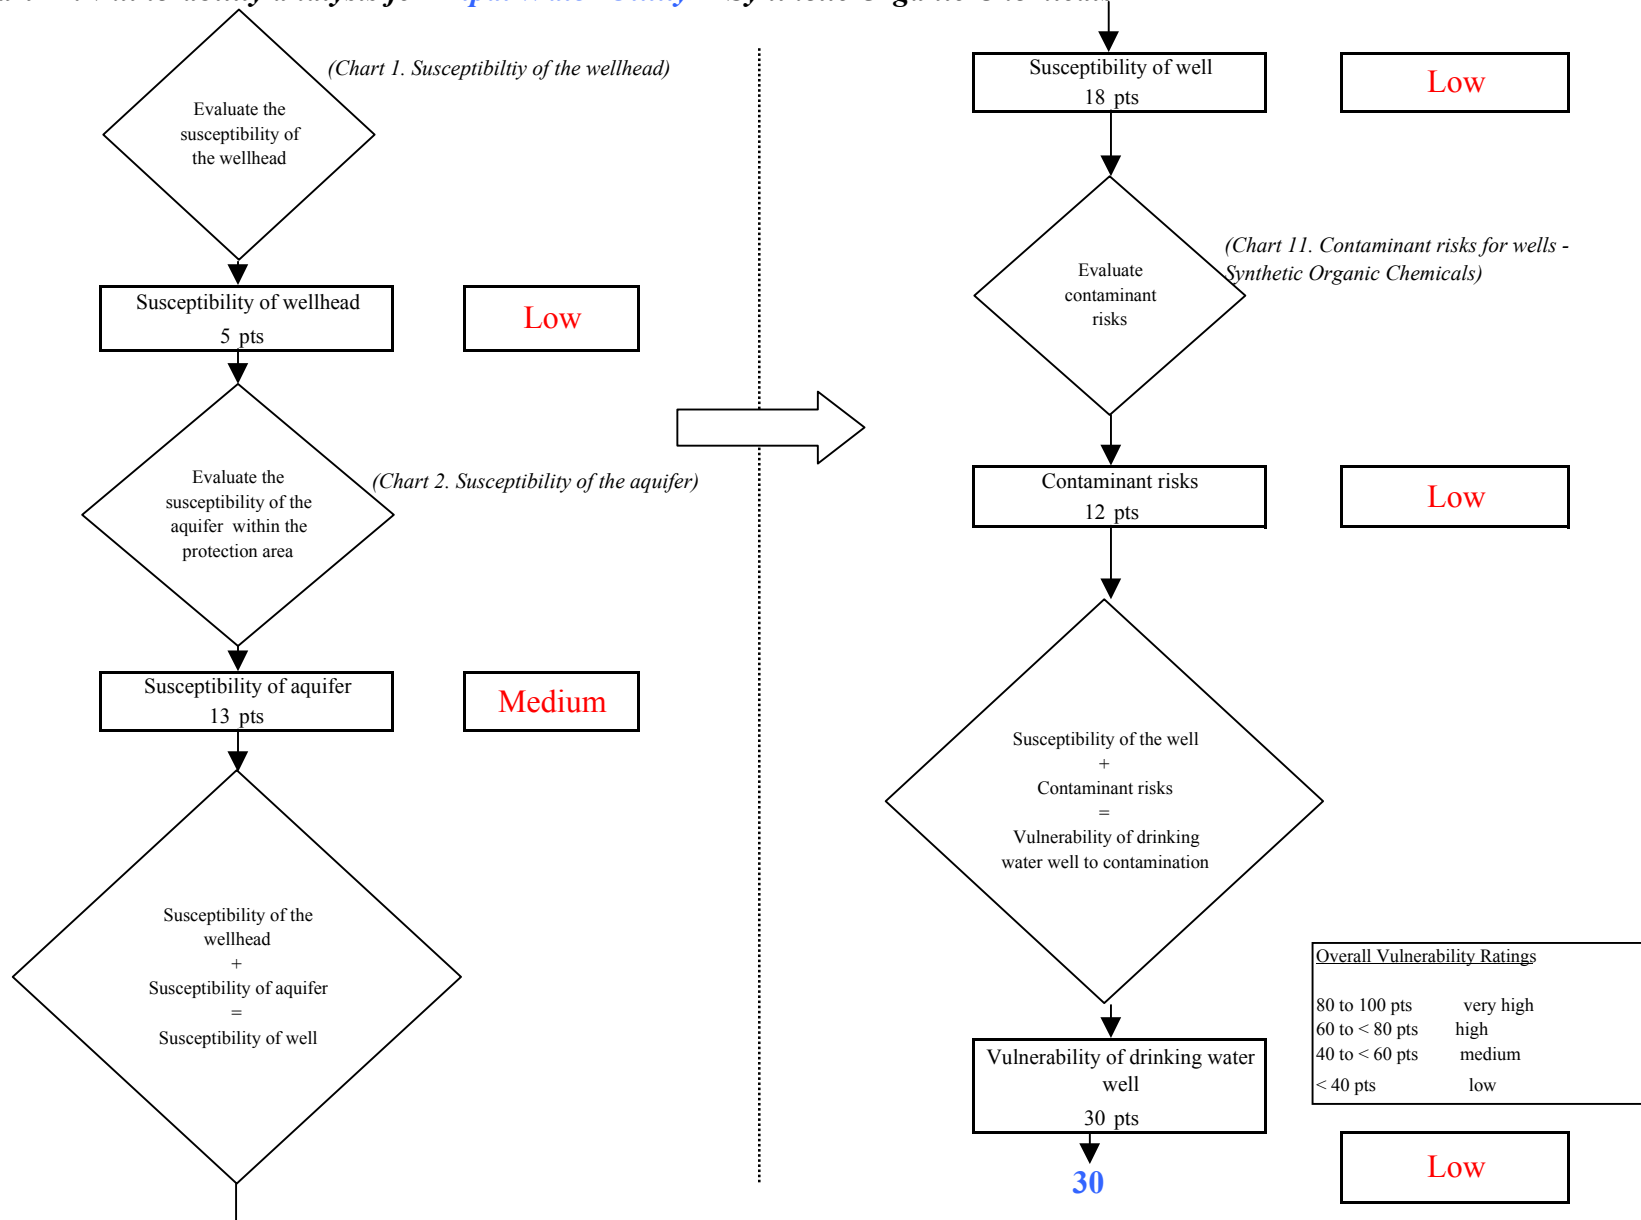 (Chart 1. Susceptibiltiy of the wellhead)
Evaluate the
susceptibility of
the wellhead
Susceptibility of wellhead
5 pts
Low
Evaluate the
susceptibility of the
aquifer within the
protection area
(Chart 2. Susceptibility of the aquifer)
Susceptibility of aquifer
13 pts
Medium
Susceptibility of the
wellhead
+
Susceptibility of aquifer
=
Susceptibility of well
Susceptibility of well
18 pts
Low
(Chart 11. Contaminant risks for wells -
Synthetic Organic Chemicals)
Evaluate
contaminant
risks
Contaminant risks
12 pts
Low
Susceptibility of the well
+
Contaminant risks
=
Vulnerability of drinking
water well to contamination
Overall Vulnerability Ratings
80 to 100 pts very high
60 to < 80 pts high
40 to < 60 pts medium
< 40 pts low
Vulnerability of drinking water
well
30 pts
30
Low